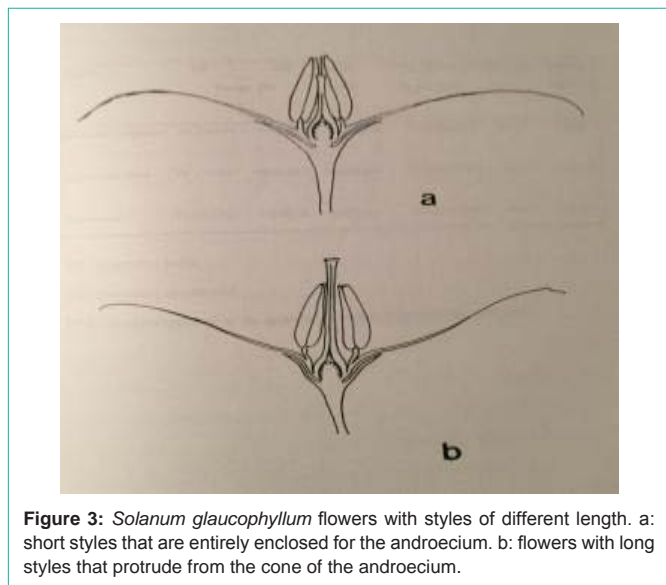 a
b
Figure 3: Solanum glaucophyllum flowers with styles of different length. a:
short styles that are entirely enclosed for the androecium. b: flowers with long
styles that protrude from the cone of the androecium.